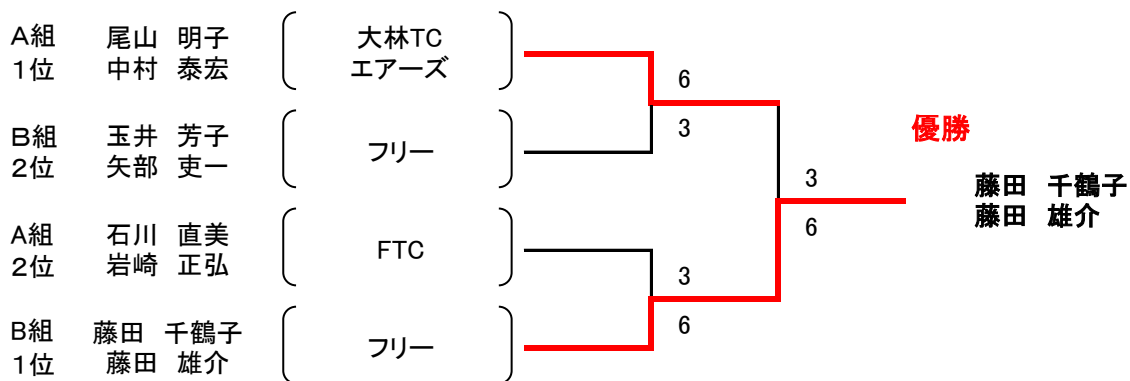 A組 尾山 明子 大林TC
1位 中村 泰宏 エアーズ
6
B組 玉井 芳子 フリー
2位 矢部 吏一
3
優勝
3
藤田 千鶴子
藤田 雄介
6
A組 石川 直美 FTC
2位 岩崎 正弘
3
B組 藤田 千鶴子 フリー
1位 藤田 雄介
6